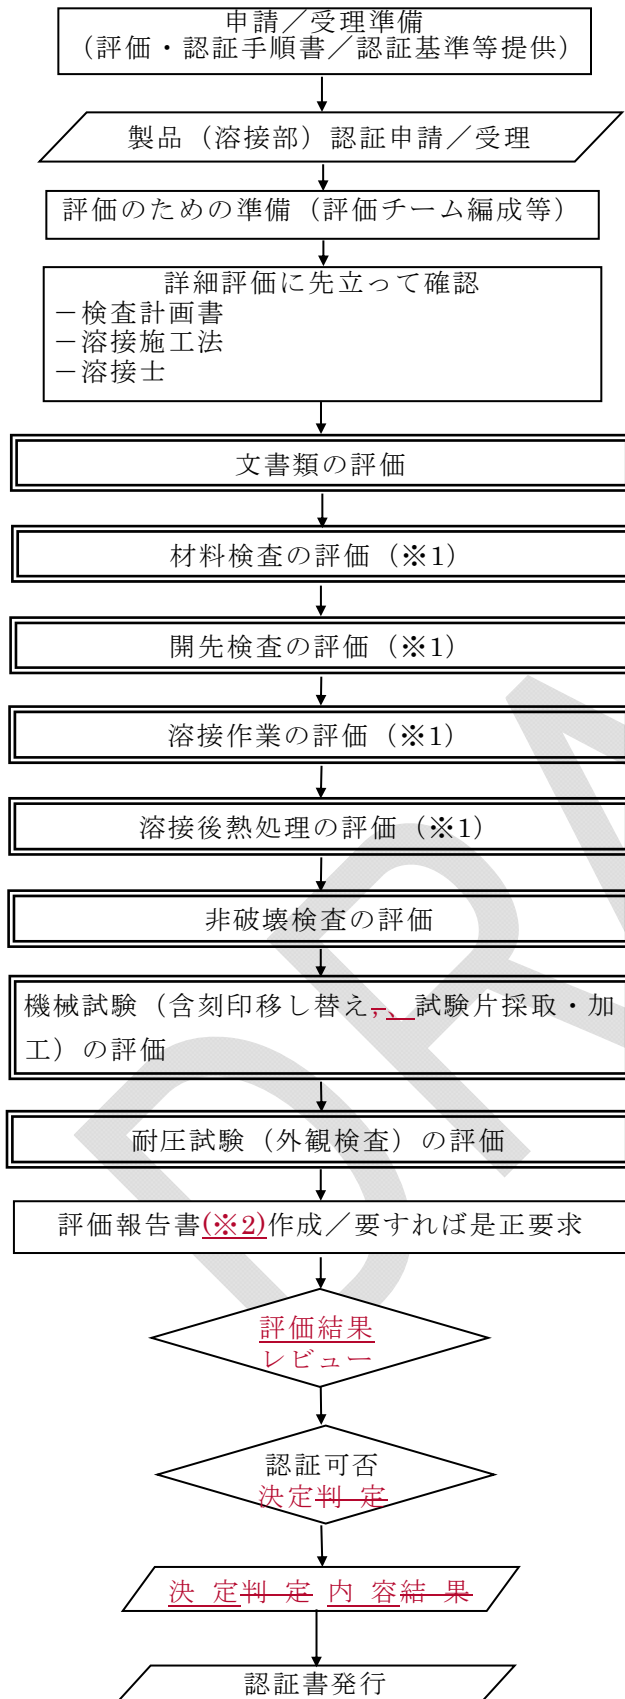 申請／受理準備
（評価・認証手順書／認証基準等提供）
製品（溶接部）認証申請／受理
評価のための準備（評価チーム編成等）
詳細評価に先立って確認
－検査計画書
－溶接施工法
－溶接士
文書類の評価
材料検査の評価（※1）
開先検査の評価（※1）
溶接作業の評価（※1）
溶接後熱処理の評価（※1）
非破壊検査の評価
機械試験（含刻印移し替え,、試験片採取・加
工）の評価
耐圧試験（外観検査）の評価
評価報告書(※2)作成／要すれば是正要求
評価結果
レビュー
認証可否
決定判 定
決 定判 定 内 容結 果
認証書発行
DRA